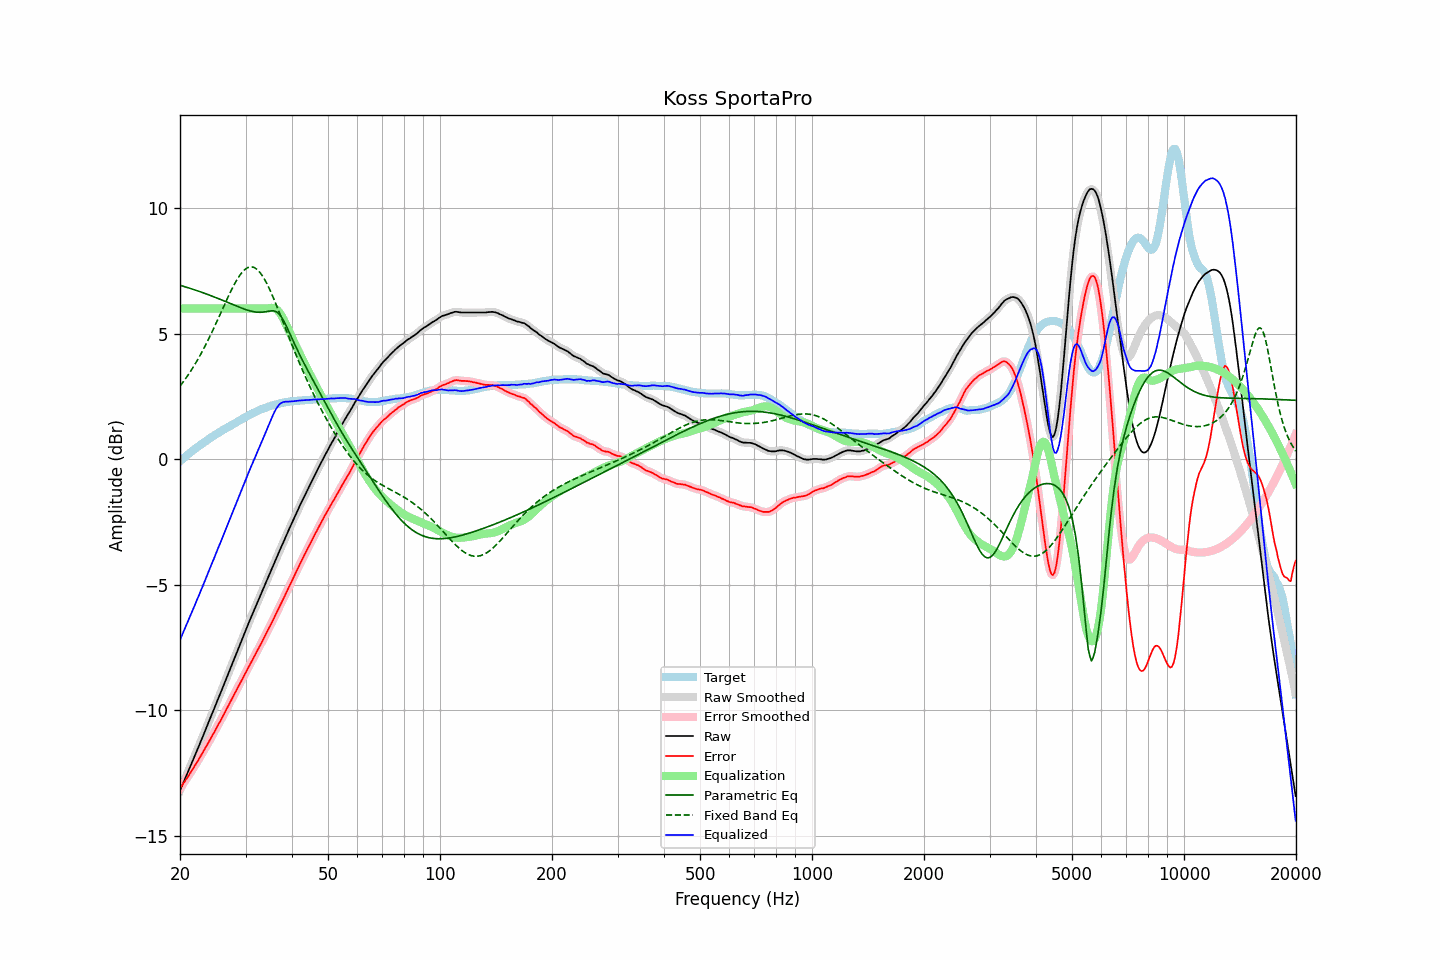 Koss SportaPro
Amplitude (dBr)
10
5
0
−5
−10
−15
20
50
100
200
500
1000
2000
5000
10000
20000
Frequency (Hz)
Target
Raw Smoothed
Error Smoothed
Raw
Error
Equalization
Parametric Eq
Fixed Band Eq
Equalized